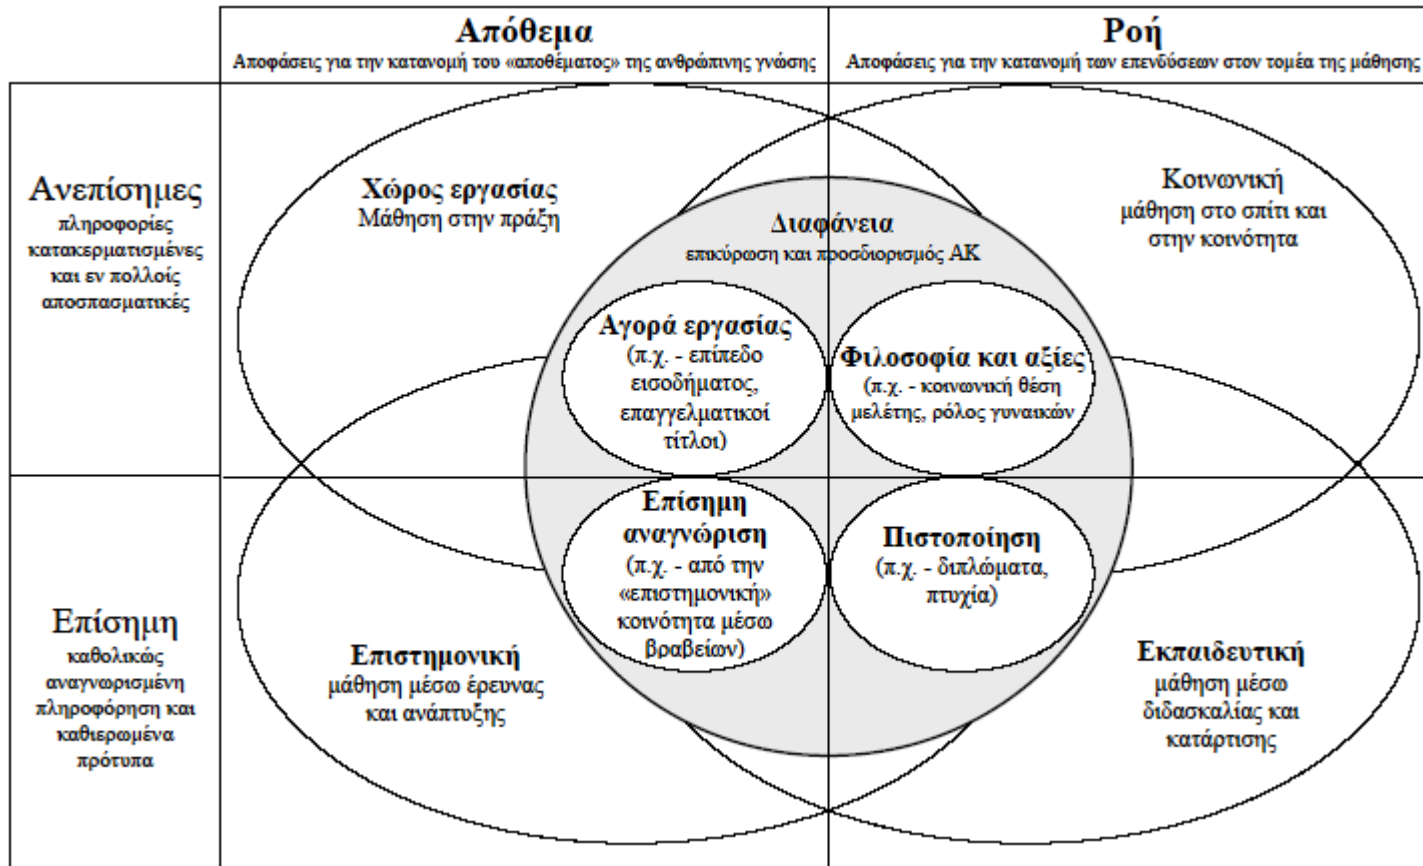 Απόθεμα
Αποφάσεις για την κατανομή του «αποθέματος» της ανθρώπινης γνώσης
Ροή
Αποφάσεις για την κατανομή των επενδύσεων στον τομέα της μάθησης
Ανεπίσημες
πληροφορίες
κατακερματισμένες
και εν πολλοίς
αποσπασματικές
Χώρος εργασίας
Μάθηση στην πράξη
Κοινωνική
μάθηση στο σπίτι και
στην κοινότητα
Διαφάνεια
επικύρωση και προσδιορισμός ΑΚ
Αγορά εργασίας
(π.χ. - επίπεδο
εισοδήματος,
επαγγελματικοί
τίτλοι)
Φιλοσοφία και αξίες
(π.χ. - κοινωνική θέση
μελέτης, ρόλος γυναικών
Επίσημη
καθολικώς
αναγνωρισμένη
πληροφόρηση και
καθιερωμένα
πρότυπα
Επίσημη
αναγνώριση
(π.χ. - από την
«επιστημονική»
κοινότητα μέσω
βραβείων)
Πιστοποίηση
(π.χ. - διπλώματα,
πτυχία)
Επιστημονική
μάθηση μέσω έρευνας
και ανάπτυξης
Εκπαιδευτική
μάθηση μέσω
διδασκαλίας και
κατάρτισης